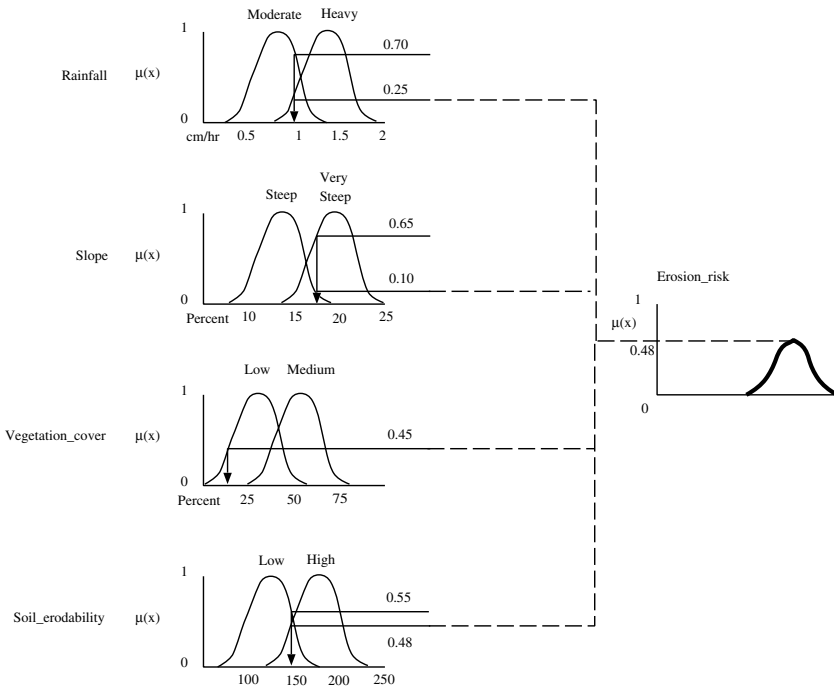 Moderate Heavy
1
0.70
Rainfall μ(x)
0.25
0
cm/hr 0.5 1 1.5 2
Very
Steep Steep
1
0.65
Slope μ(x)
0.10
0
Percent 10 15 20 25
Erosion_risk
1
μ(x)
0.48
0
Low Medium
1
0.45
Vegetation_cover μ(x)
0
Percent 25 50 75
Low High
1
0.55
Soil_erodability μ(x)
0.48
0
100 150 200 250